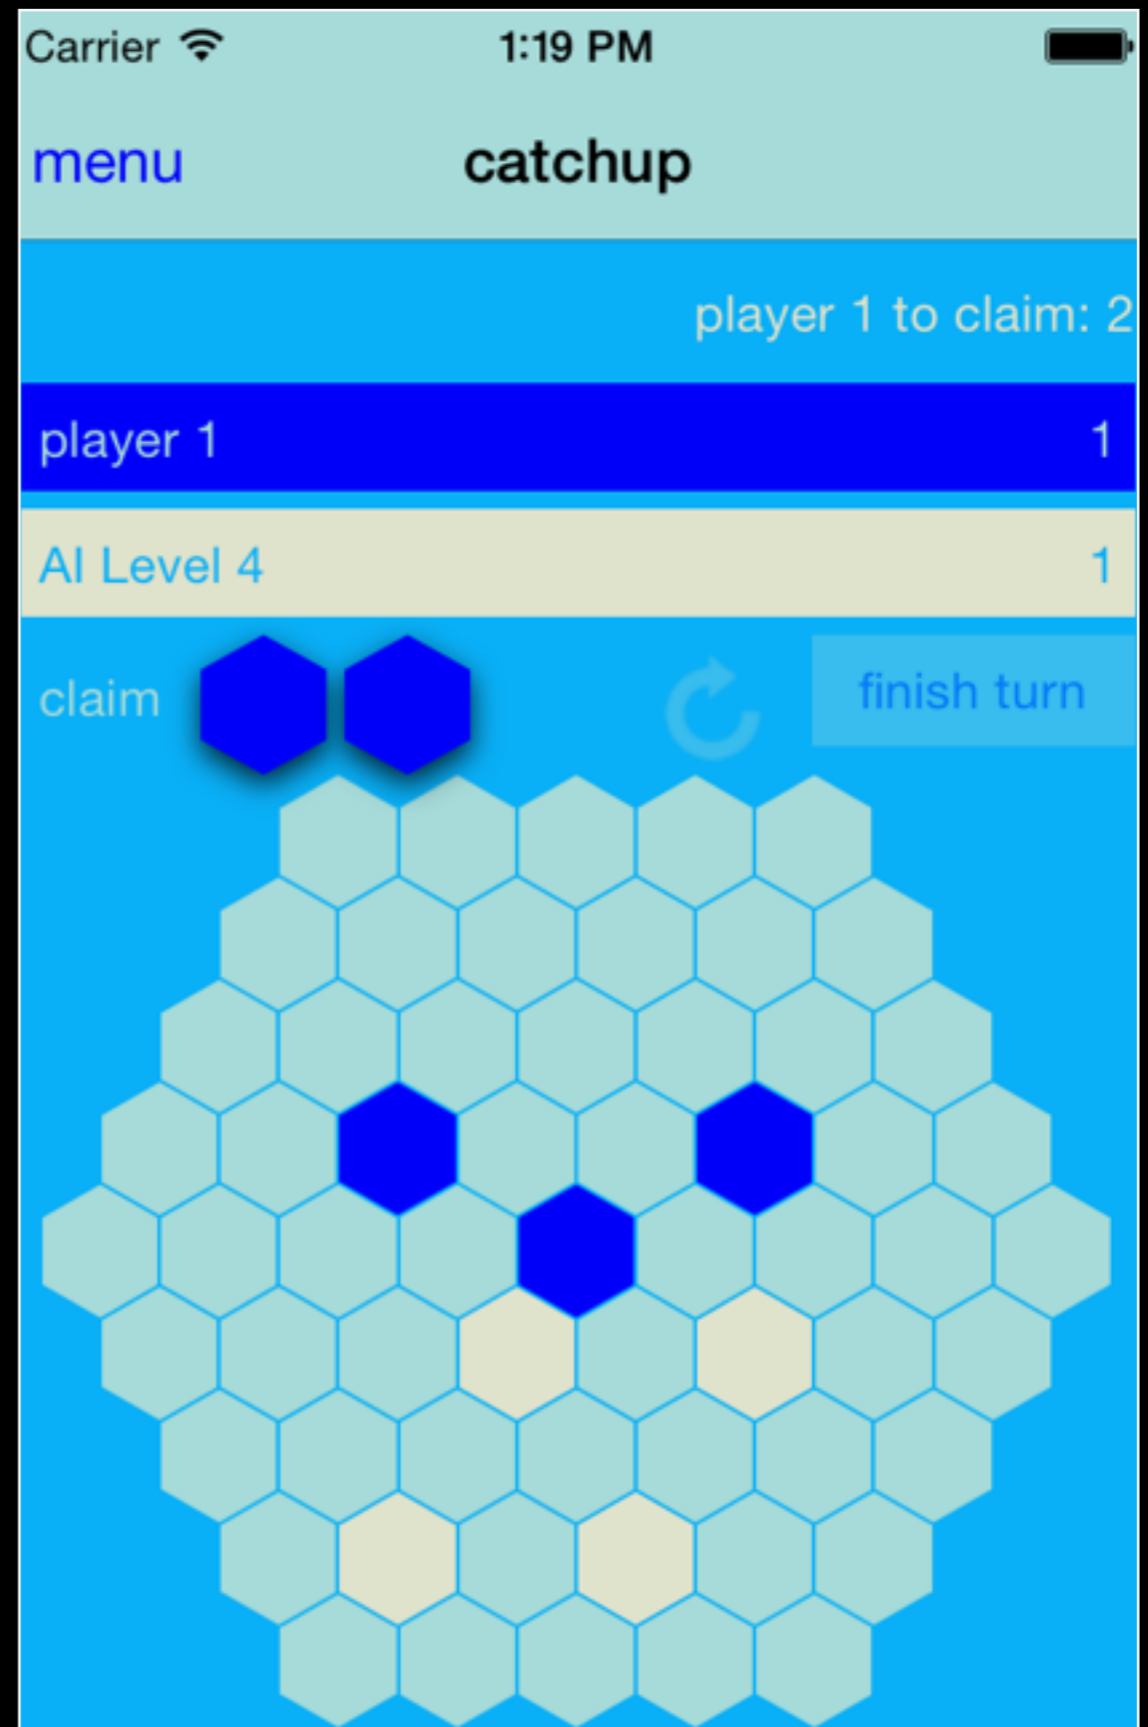 Carrier 1:19 PM
menu catchup
player 1 to claim: 2
player 1 1
AI Level 4 1
claim finish turn